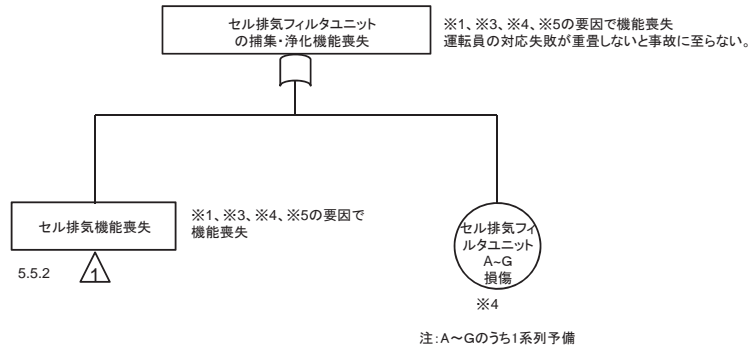 セル排気フィルタユニット
の捕集・浄化機能喪失
※1、※3、※4、※5の要因で機能喪失
運転員の対応失敗が重畳しないと事故に至らない。
セル排気機能喪失
※1、※3、※4、※5の要因で
機能喪失
5.5.2
1
セル排気フィ
ルタユニット
A~G
損傷
※4
注:A～Gのうち1系列予備